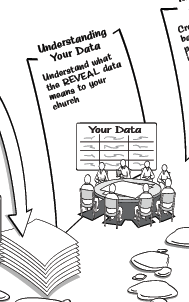 Understanding
Your Data
Understand what
the REVEAL data
means to your
church
Your Data